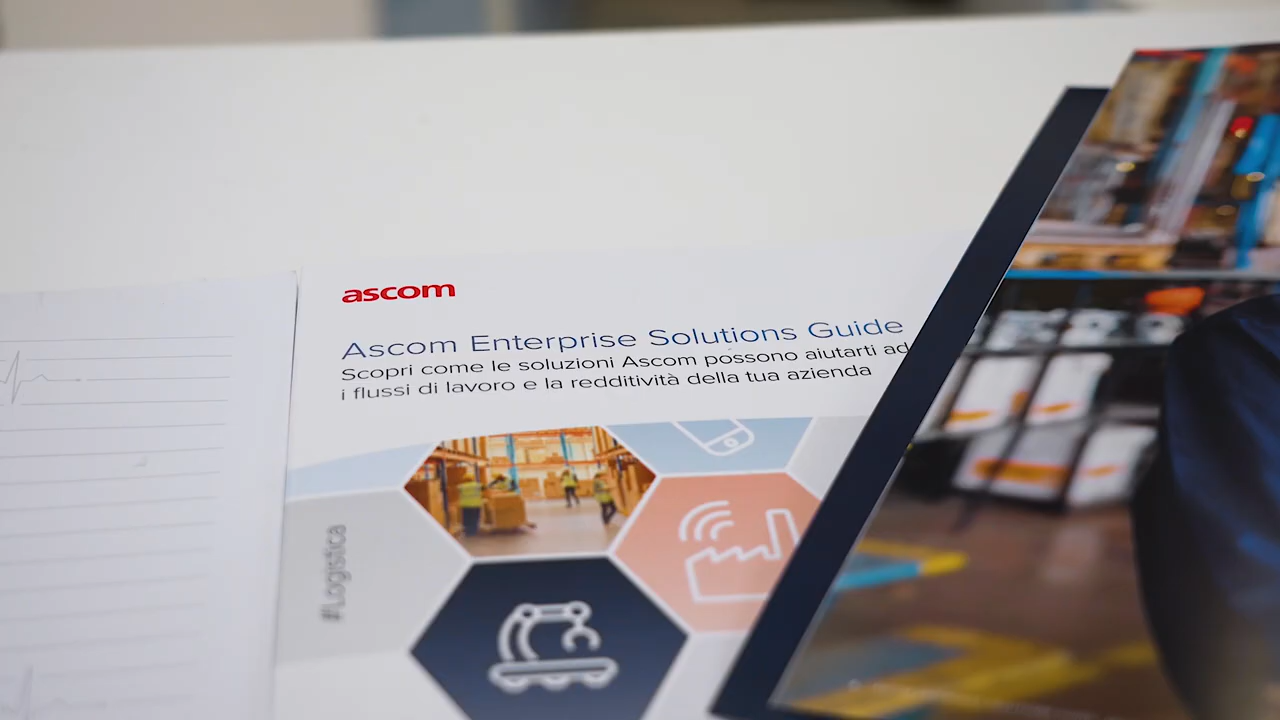 ascom
Ascom Enterprise Solutions Guide
Scopri come le soluzioni Ascom possono aiutarti ad
i flussi di lavoro e la redditività della tua azienda
#Logistica